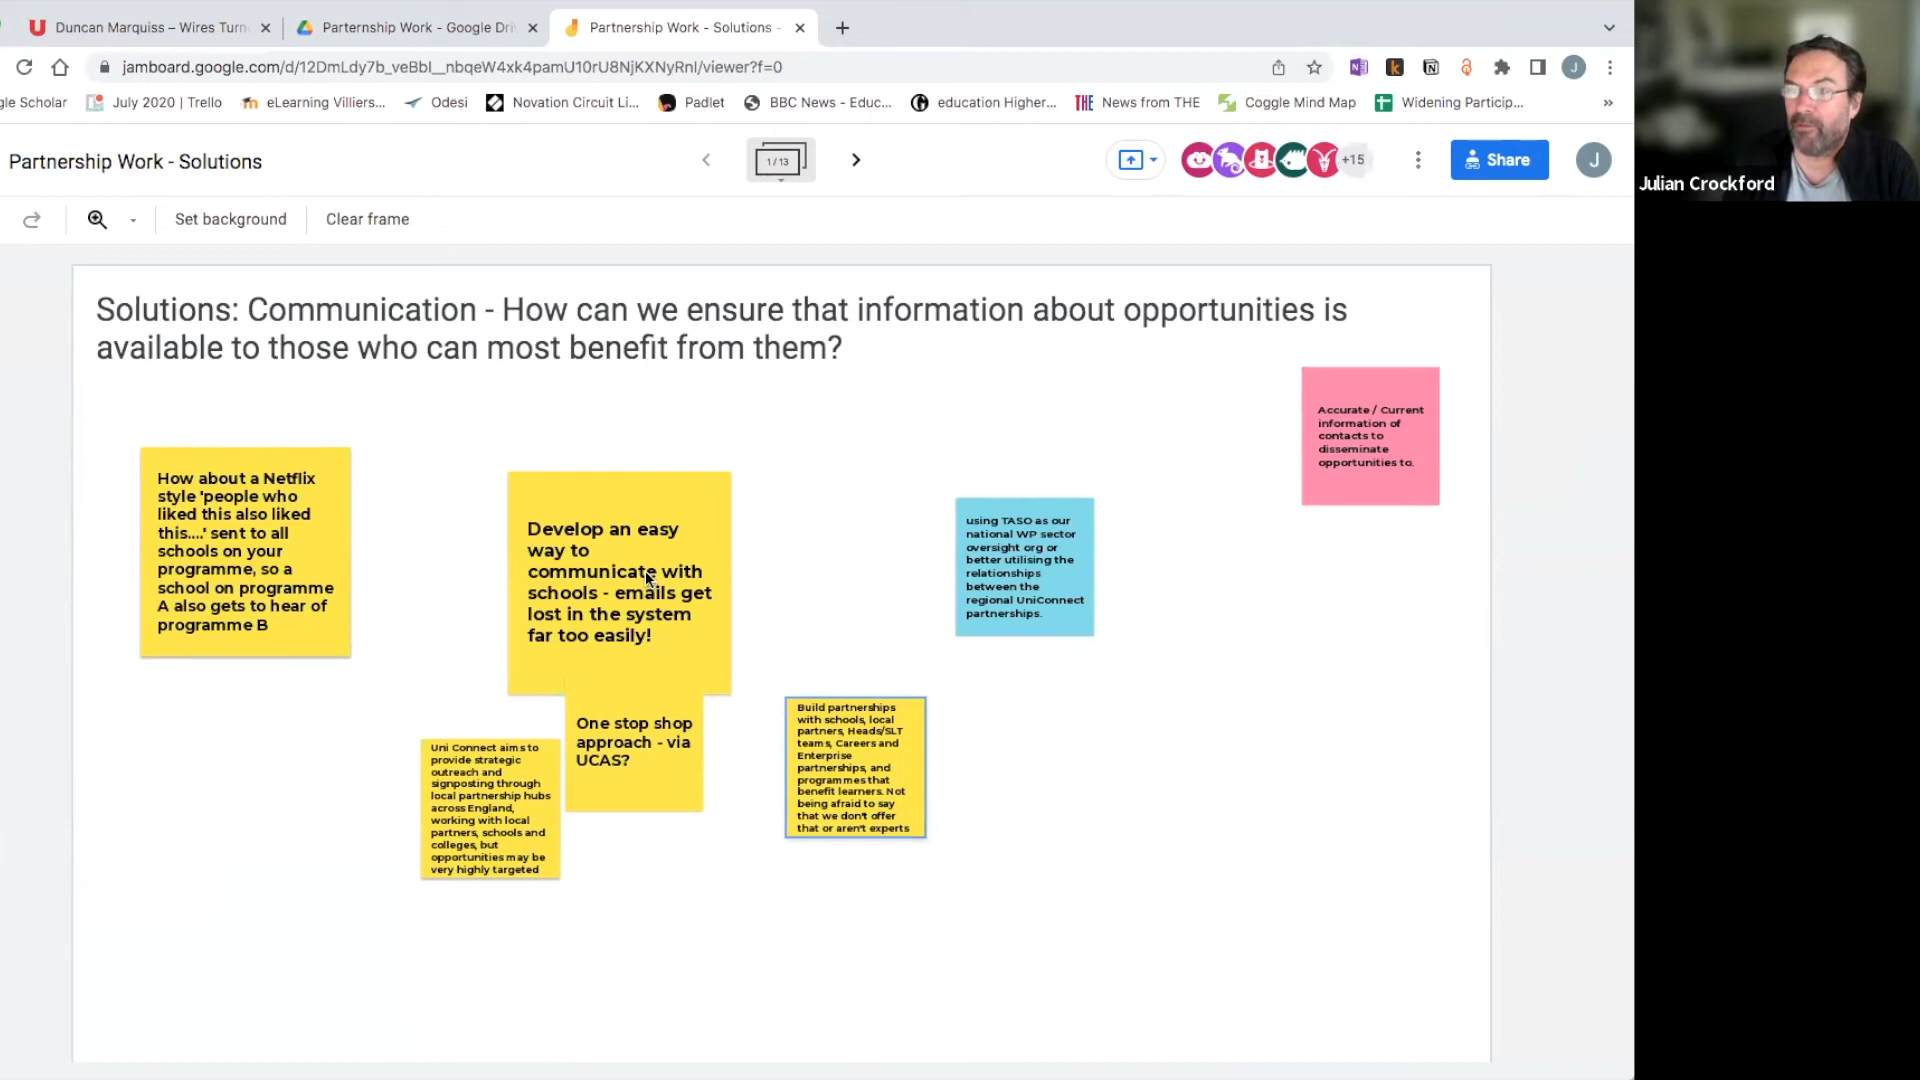 Duncan Marquiss – Wires Turn
Parternship Work - Google Dri
Partnership Work - Solutions -
jamboard.google.com/d/12DmLdy7b_veBbI__nbqeW4xk4pamU10rU8NjKXNyRnI/viewer?f=0
gle Scholar
July 2020 | Trello
eLearning Villiers...
Odesi
Novation Circuit Li...
Padlet
BBC News - Educ...
education Higher...
THE News from THE
Coggle Mind Map
Widening Particip...
»
Partnership Work - Solutions
1 / 13
+15
Share
J
J
Julian Crockford
Set background
Clear frame
Solutions: Communication - How can we ensure that information about opportunities is
available to those who can most benefit from them?
Accurate / Current
information of
contacts to
disseminate
opportunities to.
How about a Netflix
style 'people who
liked this also liked
this....' sent to all
schools on your
programme, so a
school on programme
A also gets to hear of
programme B
Develop an easy
way to
communicate with
schools - emails get
lost in the system
far too easily!
using TASO as our
national WP sector
oversight org or
better utilising the
relationships
between the
regional UniConnect
partnerships.
One stop shop
approach - via
UCAS?
Uni Connect aims to
provide strategic
outreach and
signposting through
local partnership hubs
across England,
working with local
partners, schools and
colleges, but
opportunities may be
very highly targeted
Build partnerships
with schools, local
partners, Heads/SLT
teams, Careers and
Enterprise
partnerships, and
programmes that
benefit learners. Not
being afraid to say
that we don't offer
that or aren't experts